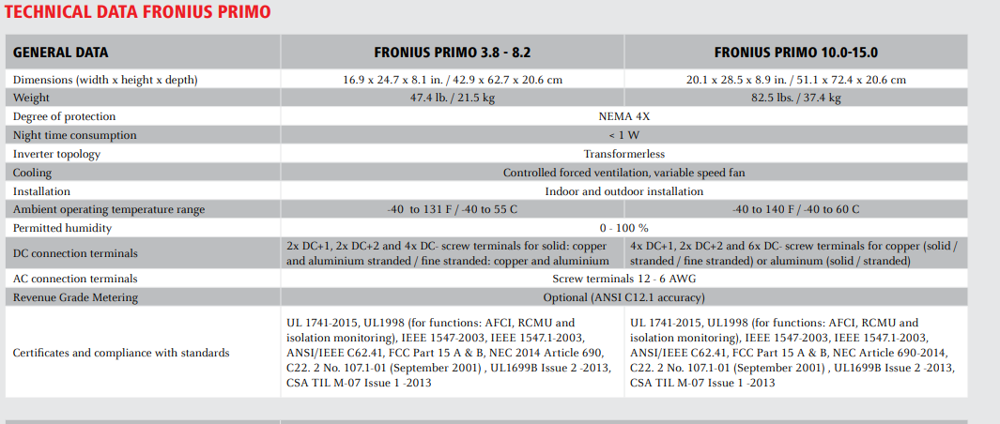 TECHNICAL DATA FRONIUS PRIMO
GENERAL DATA FRONIUS PRIMO 3.8 - 8.2 FRONIUS PRIMO 10.0-15.0
Dimensions (width x height x depth) 16.9 x 24.7 x 8.1 in. / 42.9 x 62.7 x 20.6 cm 20.1 x 28.5 x 8.9 in. / 51.1 x 72.4 x 20.6 cm
Weight 47.4 lb. / 21.5 kg 82.5 lbs. / 37.4 kg
Degree of protection NEMA 4X
Night time consumption < 1 W
Inverter topology Transformerless
Cooling Controlled forced ventilation, variable speed fan
Installation Indoor and outdoor installation
Ambient operating temperature range -40 to 131 F / -40 to 55 C -40 to 140 F / -40 to 60 C
Permitted humidity 0 - 100 %
DC connection terminals
2x DC+1, 2x DC+2 and 4x DC- screw terminals for solid: copper
and aluminium stranded / fine stranded: copper and aluminium
4x DC+1, 2x DC+2 and 6x DC- screw terminals for copper (solid /
stranded / fine stranded) or aluminum (solid / stranded)
AC connection terminals Screw terminals 12 - 6 AWG
Revenue Grade Metering Optional (ANSI C12.1 accuracy)
Certificates and compliance with standards
UL 1741-2015, UL1998 (for functions: AFCI, RCMU and
isolation monitoring), IEEE 1547-2003, IEEE 1547.1-2003,
ANSI/IEEE C62.41, FCC Part 15 A & B, NEC 2014 Article 690,
C22. 2 No. 107.1-01 (September 2001) , UL1699B Issue 2 -2013,
CSA TIL M-07 Issue 1 -2013
UL 1741-2015, UL1998 (for functions: AFCI, RCMU and
isolation monitoring), IEEE 1547-2003, IEEE 1547.1-2003,
ANSI/IEEE C62.41, FCC Part 15 A & B, NEC Article 690-2014,
C22. 2 No. 107.1-01 (September 2001) , UL1699B Issue 2 -2013,
CSA TIL M-07 Issue 1 -2013